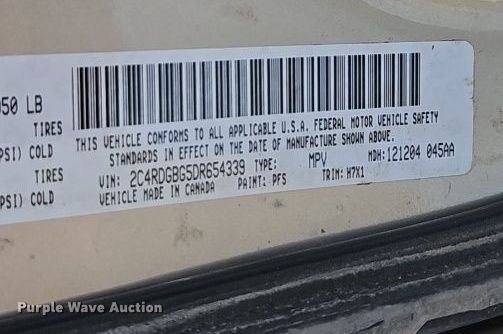 050 LB
TIRES
PSI) COLD
TIRES
PSI) COLD
THIS VEHICLE CONFORMS TO ALL APPLICABLE U.S.A. FEDERAL MOTOR VEHICLE SAFETY
STANDARDS IN EFFECT ON THE DATE OF MANUFACTURE SHOWN ABOVE.
VIN: 2C4RDGBG5DR654339 TYPE: MPV MDH: 121204 045AA
VEHICLE MADE IN CANADA PAINT: PFS TRIM: H7X1
Purple Wave Auction